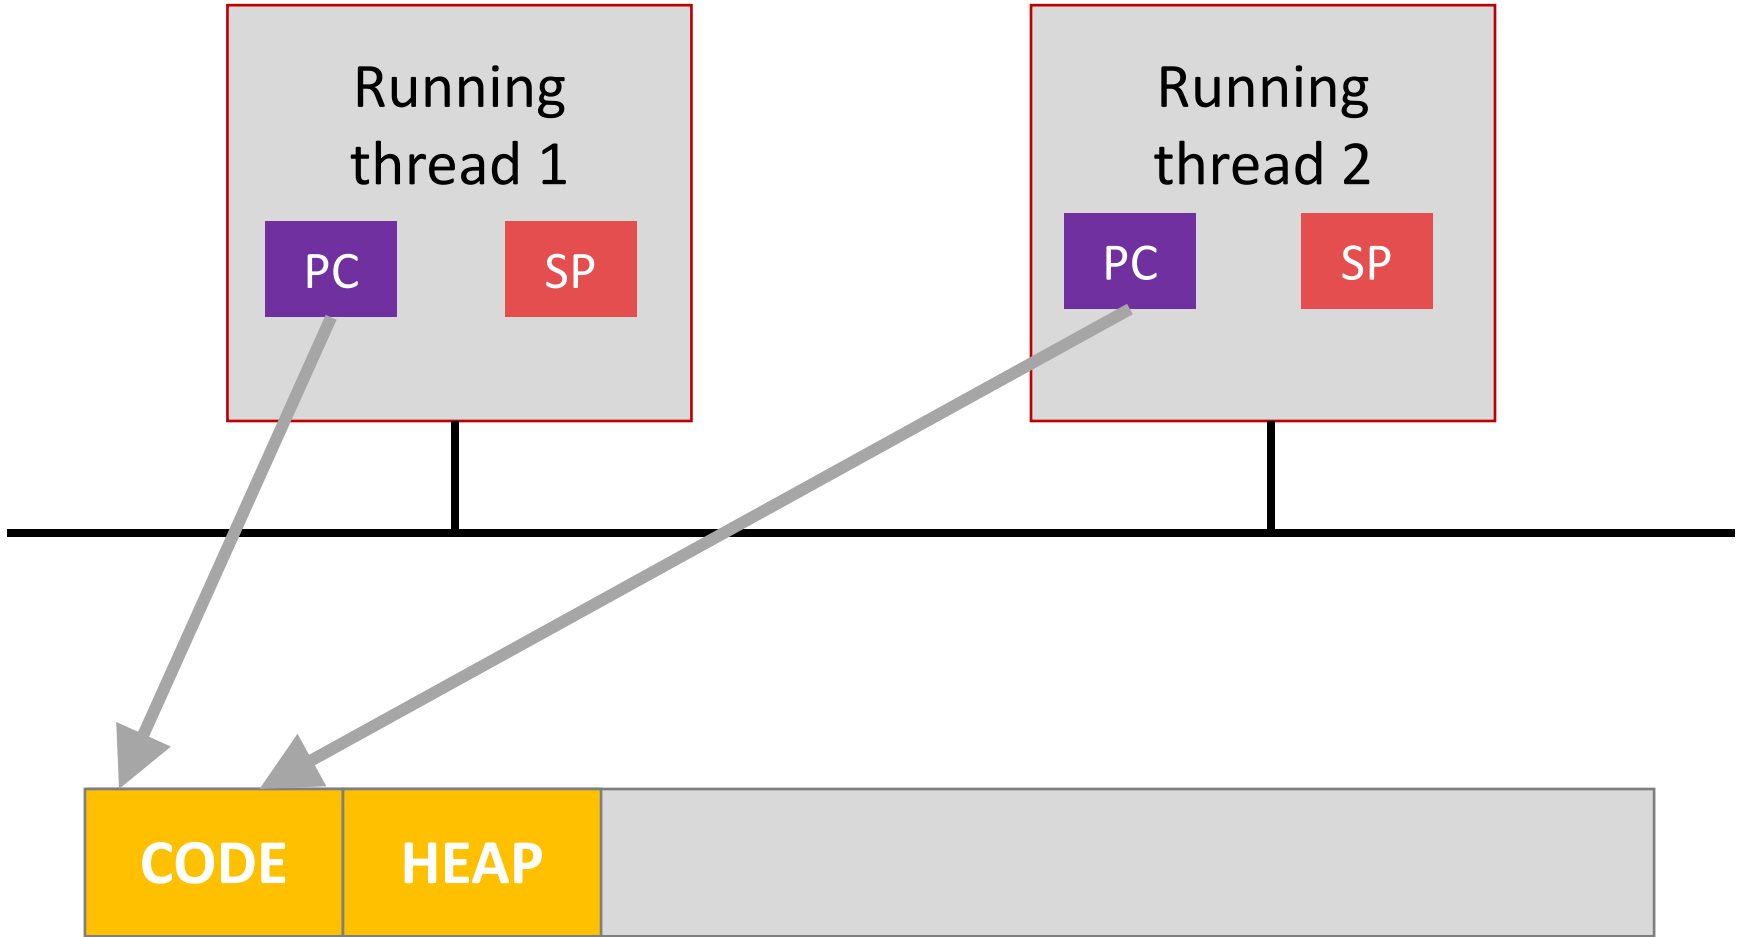 Running
thread 1
PC
SP
Running
thread 2
PC
SP
CODE
HEAP